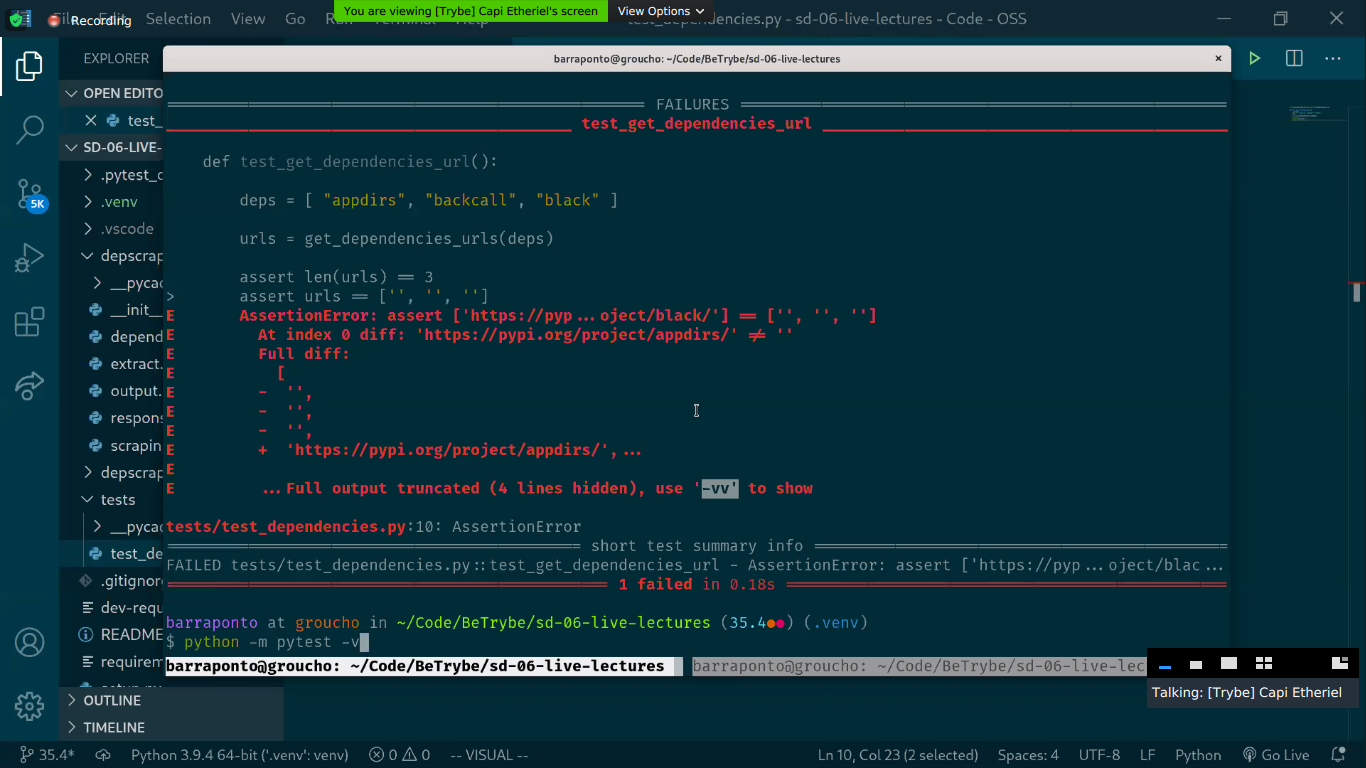 Recording
Edit
Selection
View
Go
Run
Terminal
Help
You are viewing [Trybe] Capi Etheriel's screen
View Options
test_dependencies.py - sd-06-live-lectures - Code - OSS
EXPLORER
barraponto@groucho: ~/Code/BeTrybe/sd-06-live-lectures
OPEN EDITO
test_
SD-06-LIVE-
.pytest_c
.venv
.vscode
depscrap
__pycac
__init__
depend
extract.
output.
respon
scrapin
depscrap
tests
__pycac
test_de
.gitignore
dev-requ
README
requirem
OUTLINE
TIMELINE
5K
FAILURES
test_get_dependencies_url
def test_get_dependencies_url():
deps = [ "appdirs", "backcall", "black" ]
urls = get_dependencies_urls(deps)
assert len(urls) == 3
> assert urls == ['', '', '']
E AssertionError: assert ['https://pyp...oject/black/'] == ['', '', '']
E At index 0 diff: 'https://pypi.org/project/appdirs/' != ''
E Full diff:
E [
E - '',
E - '',
E - '',
E + 'https://pypi.org/project/appdirs/',...
E
E ...Full output truncated (4 lines hidden), use '-vv' to show
tests/test_dependencies.py:10: AssertionError
short test summary info
FAILED tests/test_dependencies.py::test_get_dependencies_url - AssertionError: assert ['https://pyp...oject/blac...
1 failed in 0.18s
barraponto at groucho in ~/Code/BeTrybe/sd-06-live-lectures (35.4●●) (.venv)
$ python -m pytest -v
barraponto@groucho: ~/Code/BeTrybe/sd-06-live-lectures
barraponto@groucho: ~/Code/BeTrybe/sd-06-live-lec
Talking: [Trybe] Capi Etheriel
35.4*
Python 3.9.4 64-bit ('.venv': venv)
0
0
-- VISUAL --
Ln 10, Col 23 (2 selected)
Spaces: 4
UTF-8
LF
Python
Go Live